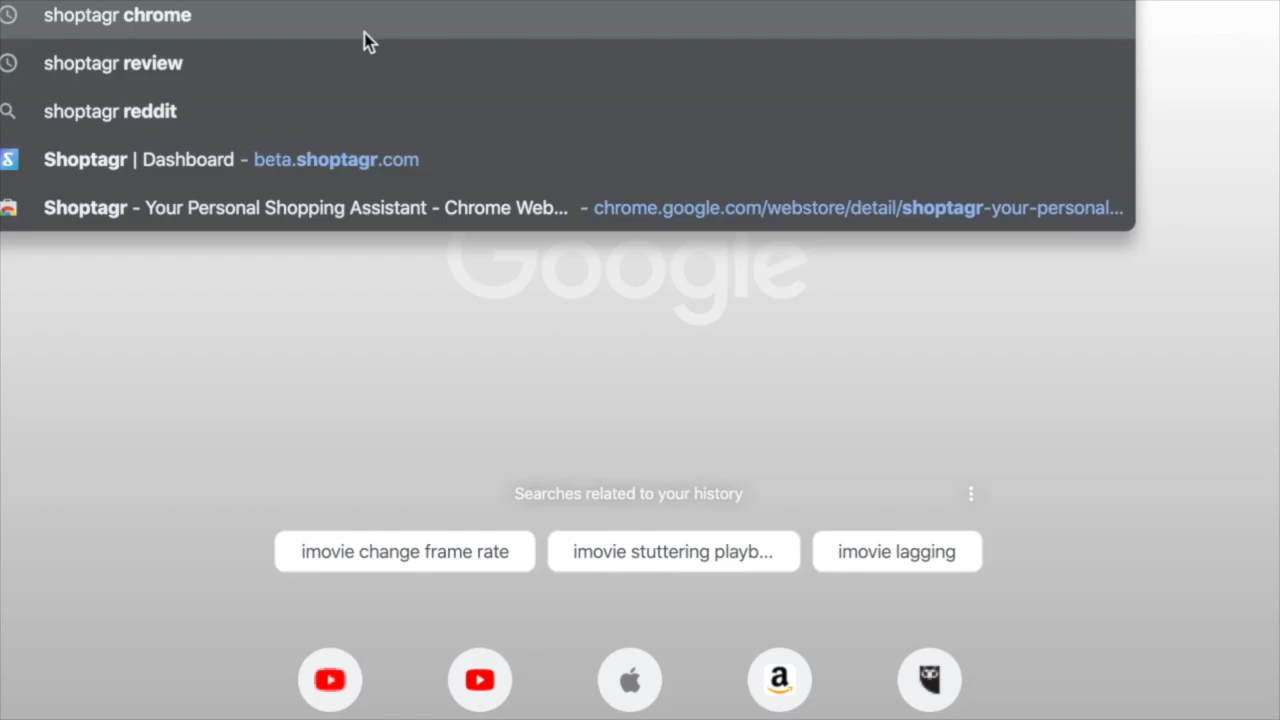 shoptagr chrome
shoptagr review
shoptagr reddit
Shoptagr | Dashboard - beta.shoptagr.com
Shoptagr - Your Personal Shopping Assistant - Chrome Web... - chrome.google.com/webstore/detail/shoptagr-your-personal...
Google
Searches related to your history
imovie change frame rate
imovie stuttering playb...
imovie lagging
a